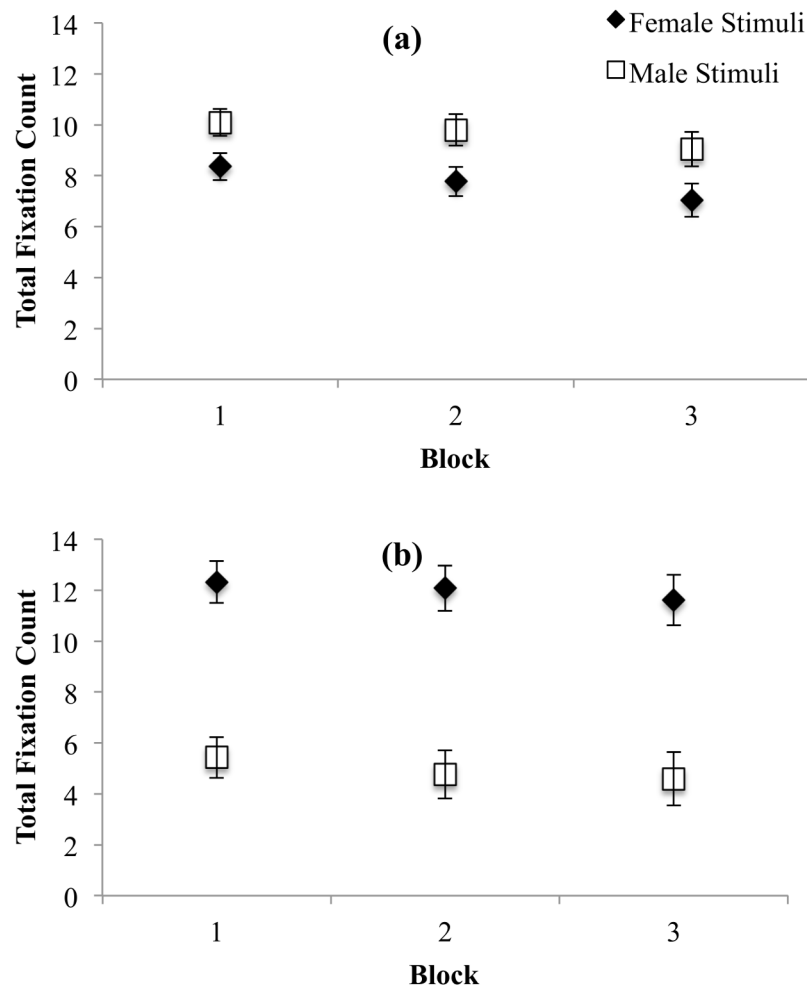 (a)
Female Stimuli
Male Stimuli
Total Fixation Count
14
12
10
8
6
4
2
0
1 2 3
Block
(b)
Total Fixation Count
14
12
10
8
6
4
2
0
1 2 3
Block